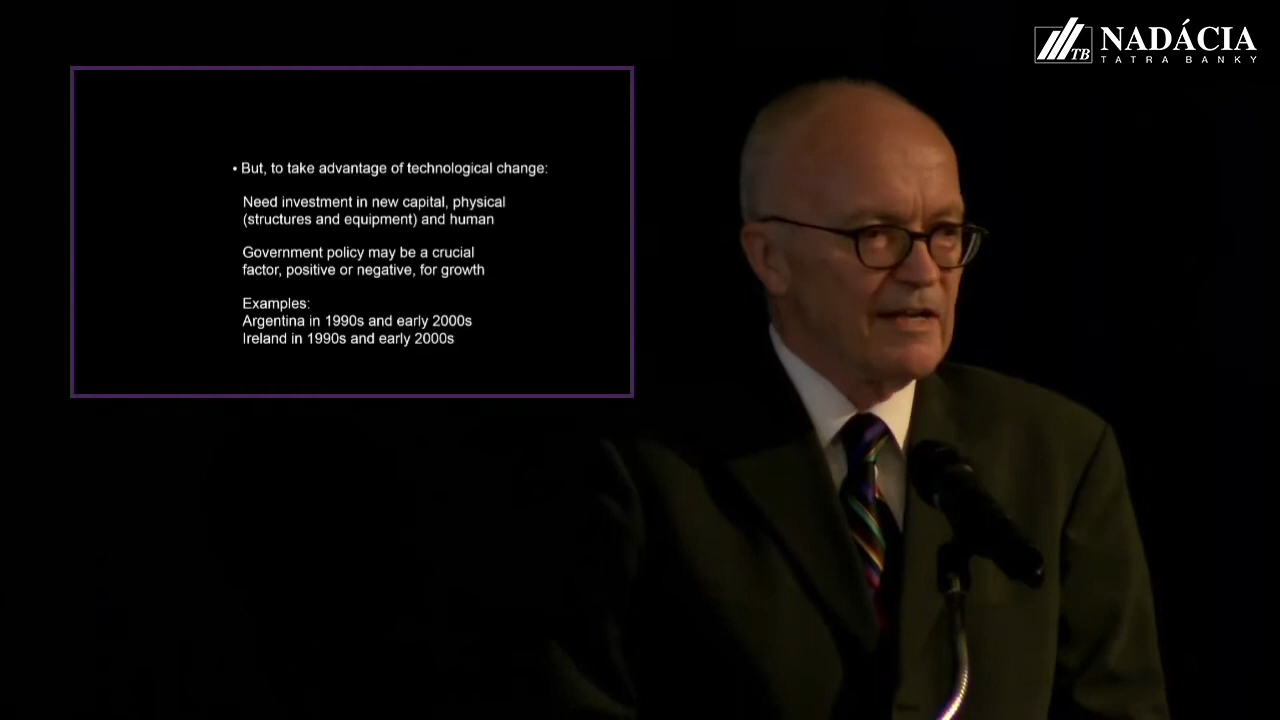 TB NADÁCIA
TATRA BANKY
• But, to take advantage of technological change:
Need investment in new capital, physical
(structures and equipment) and human
Government policy may be a crucial
factor, positive or negative, for growth
Examples:
Argentina in 1990s and early 2000s
Ireland in 1990s and early 2000s